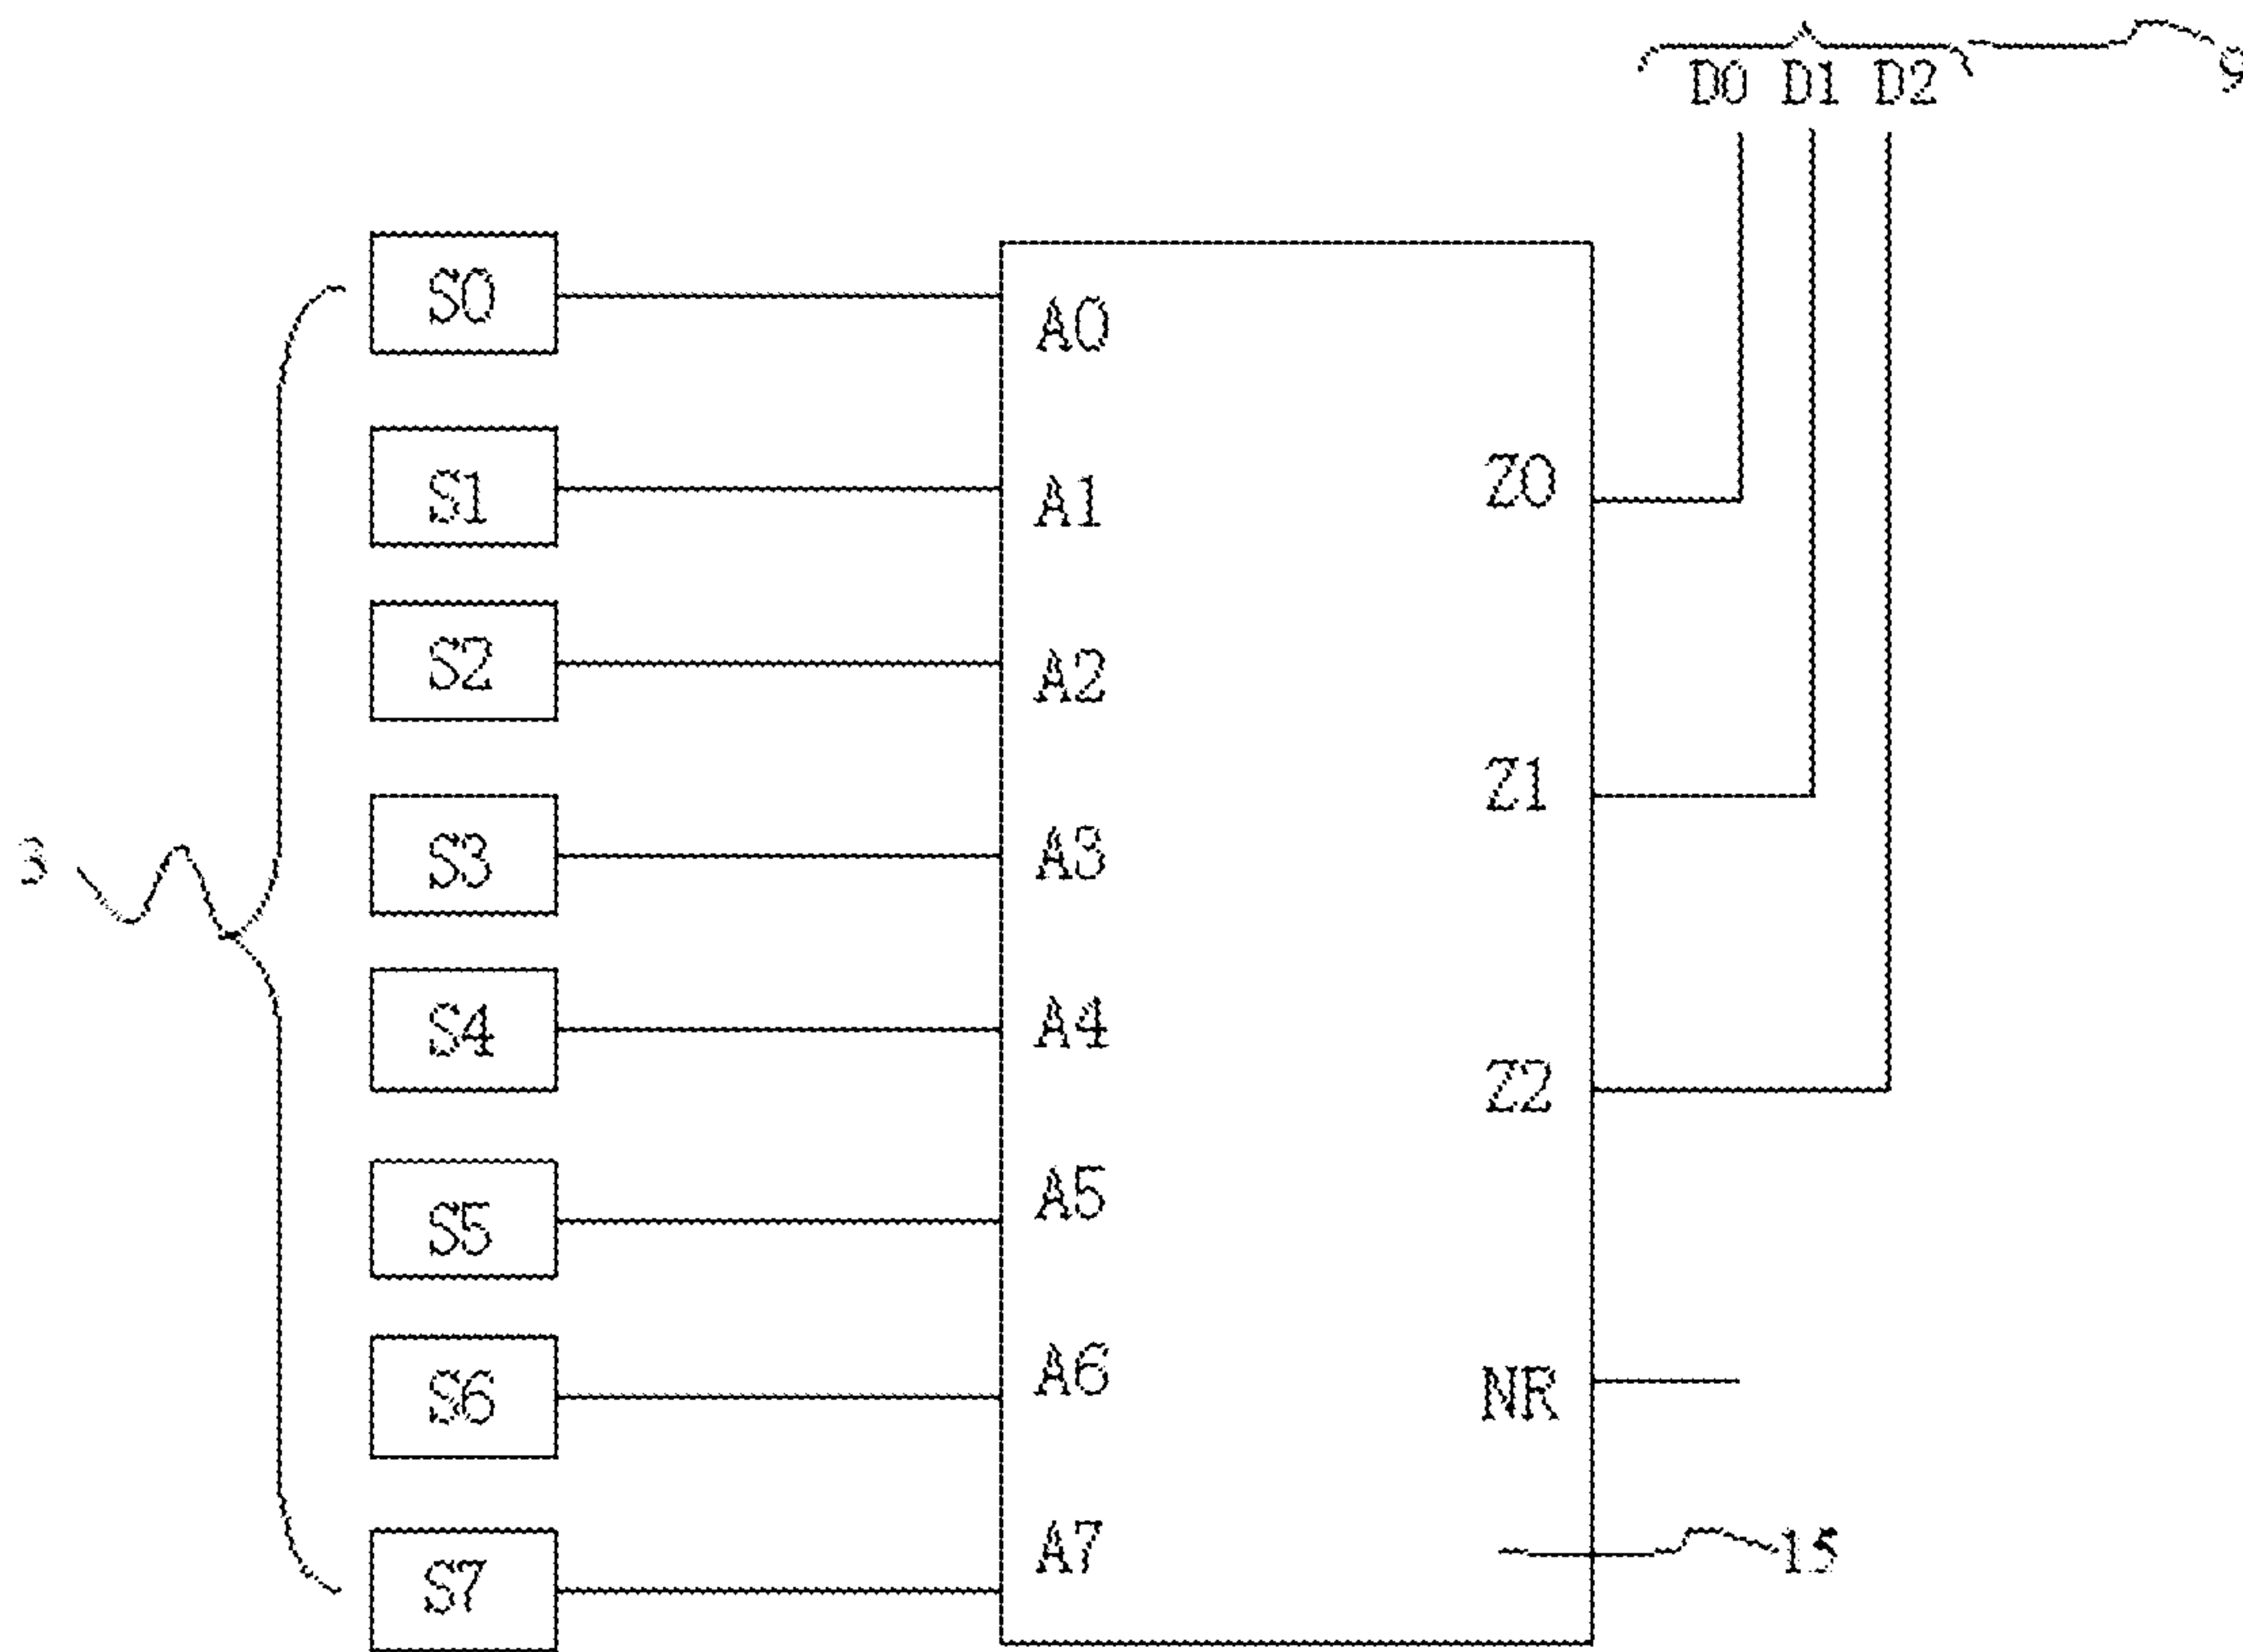 9
D0 D1 D2
S0 A0
S1 A1 Z0
S2 A2
S3 A3 Z1
3
S4 A4 Z2
S5 A5
S6 A6 NR
S7 A7 15